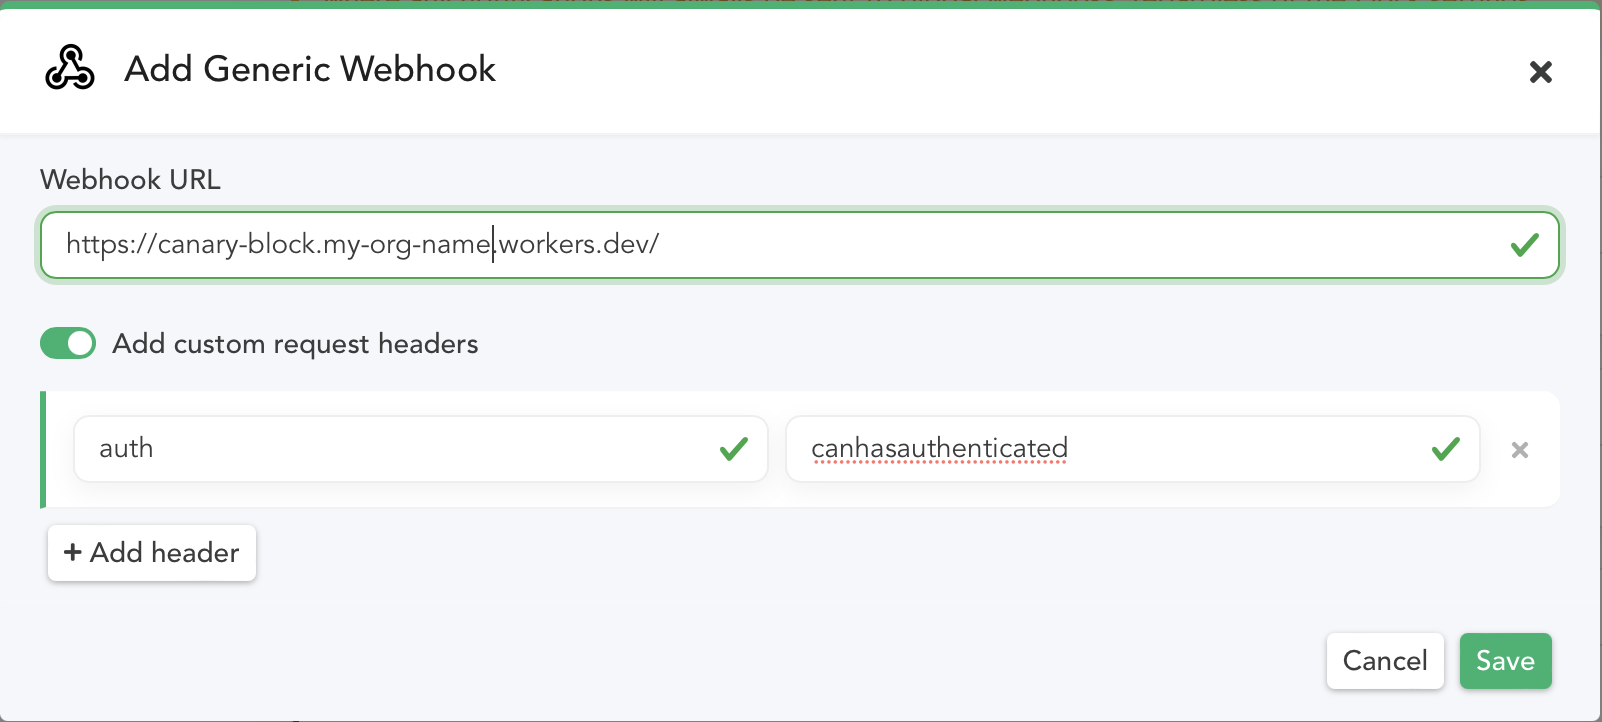 Add Generic Webhook
Webhook URL
https://canary-block.my-org-name.workers.dev/
Add custom request headers
auth canhasauthenticated
+ Add header
Cancel Save